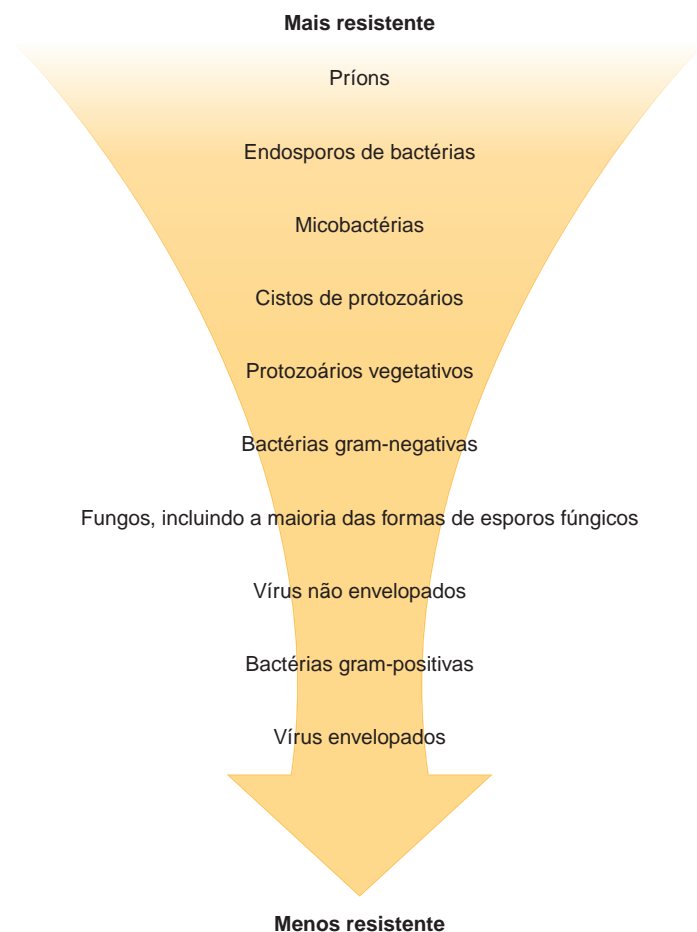 Mais resistente
Príons
Endosporos de bactérias
Micobactérias
Cistos de protozoários
Protozoários vegetativos
Bactérias gram-negativas
Fungos, incluindo a maioria das formas de esporos fúngicos
Vírus não envelopados
Bactérias gram-positivas
Vírus envelopados
Menos resistente